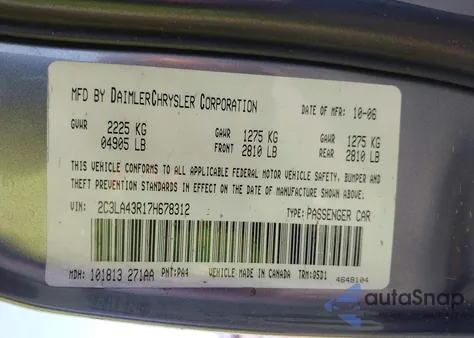 MFD BY DAIMLERCHRYSLER CORPORATION DATE OF MFR: 10-06
GVWR 2225 KG GAWR 1275 KG GAWR 1275 KG
04905 LB FRONT 2810 LB REAR 2810 LB
THIS VEHICLE CONFORMS TO ALL APPLICABLE FEDERAL MOTOR VEHICLE SAFETY, BUMPER AND
THEFT PREVENTION STANDARDS IN EFFECT ON THE DATE OF MANUFACTURE SHOWN ABOVE.
VIN: 2C3LA43R17H678312 TYPE: PASSENGER CAR
MDH: 101813 271AA PNT: PA4 VEHICLE MADE IN CANADA TRM: 05D1
4648104
autoSnap